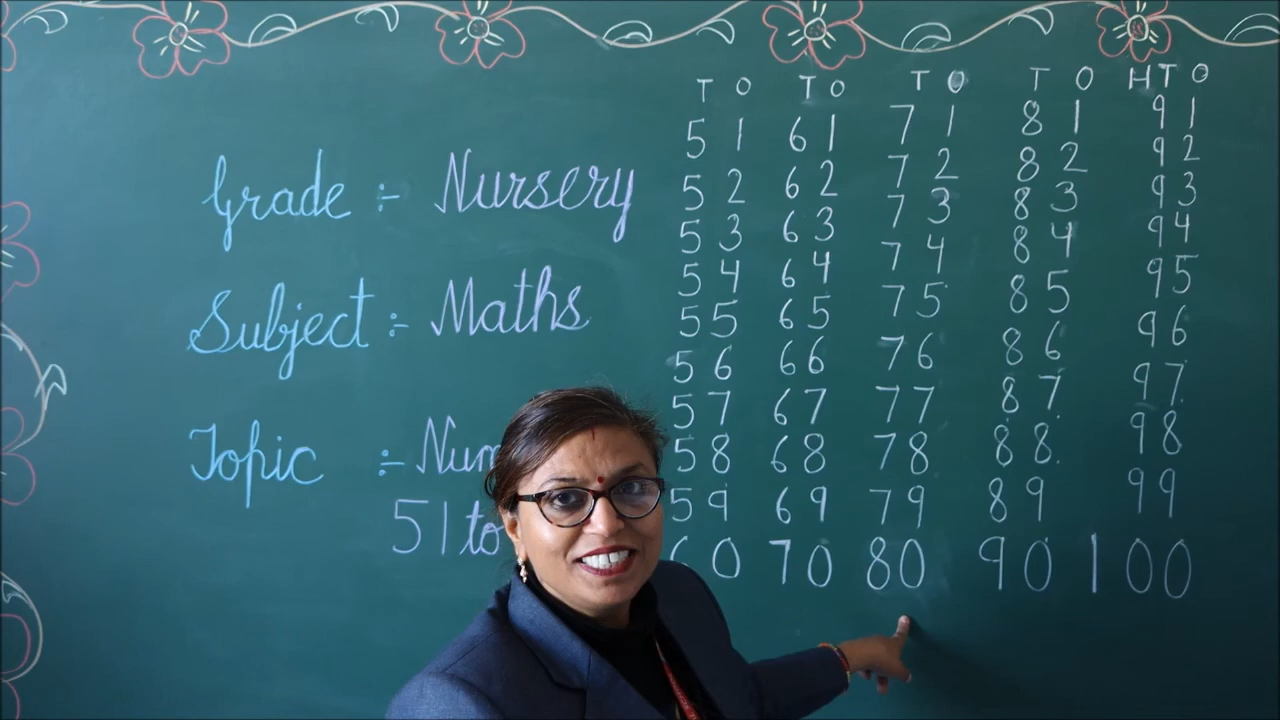 Grade :- Nursery
Subject :- Maths
Topic :-
51 to
T O T O T O T O H T O
5 1 6 1 7 1 8 1 9 1
5 2 6 2 7 2 8 2 9 2
5 3 6 3 7 3 8 3 9 3
5 4 6 4 7 4 8 4 9 4
5 5 6 5 7 5 8 5 9 5
5 6 6 6 7 6 8 6 9 6
5 7 6 7 7 7 8 7 9 7
5 8 6 8 7 8 8 8 9 8
5 9 6 9 7 9 8 9 9 9
6 0 7 0 8 0 9 0 1 0 0